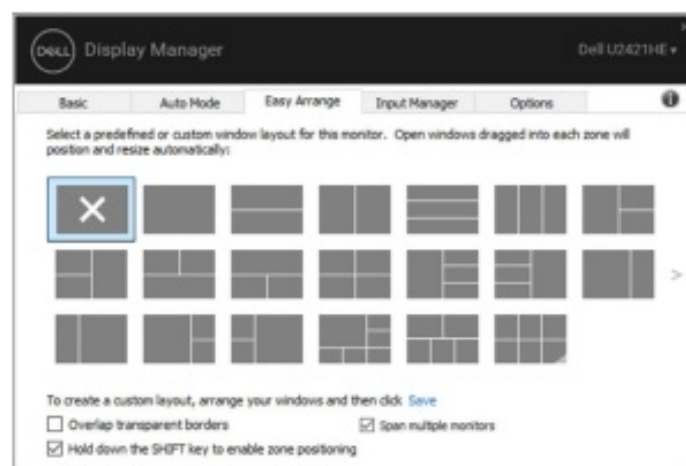 DELL Display Manager Dell U2421HE
Basic Auto Mode Easy Arrange Input Manager Options
Select a predefined or custom window layout for this monitor. Open windows dragged into each zone will
position and resize automatically:
To create a custom layout, arrange your windows and then click Save
Overlap transparent borders Span multiple monitors
Hold down the SHIFT key to enable zone positioning